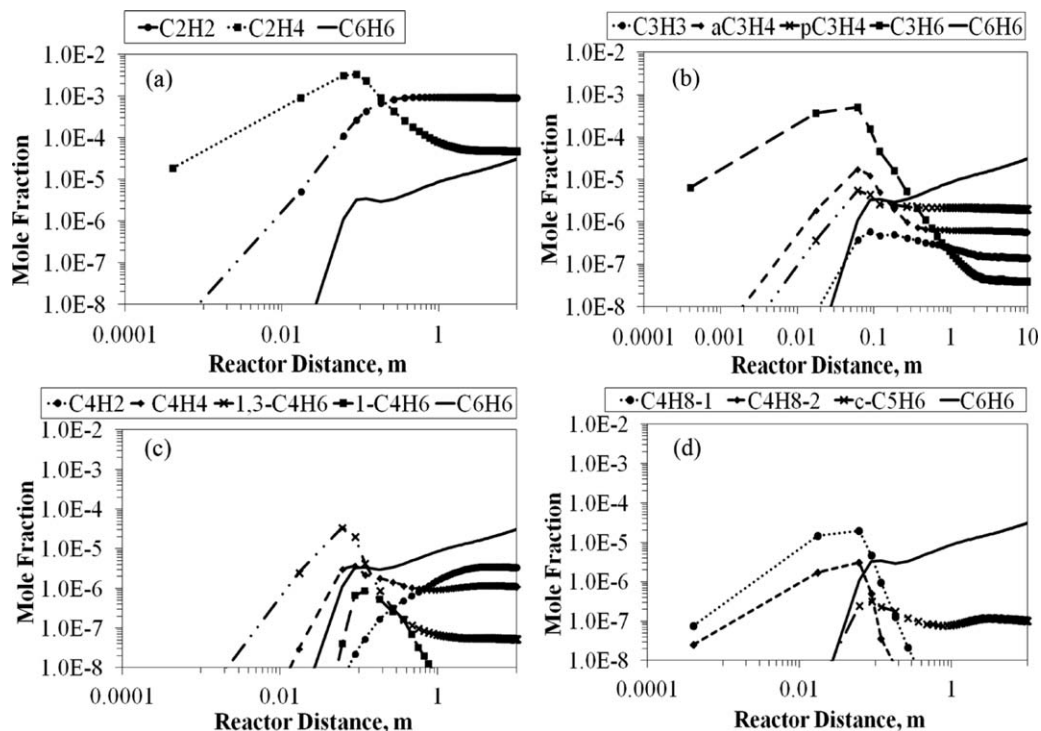 C2H2 C2H4 C6H6
(a)
1.0E-2
1.0E-3
1.0E-4
1.0E-5
1.0E-6
1.0E-7
1.0E-8
Mole Fraction
0.0001 0.01 1
Reactor Distance, m
C3H3 aC3H4 pC3H4 C3H6 C6H6
(b)
1.0E-2
1.0E-3
1.0E-4
1.0E-5
1.0E-6
1.0E-7
1.0E-8
Mole Fraction
0.0001 0.001 0.01 0.1 1 10
Reactor Distance, m
C4H2 C4H4 1,3-C4H6 1-C4H6 C6H6
(c)
1.0E-2
1.0E-3
1.0E-4
1.0E-5
1.0E-6
1.0E-7
1.0E-8
Mole Fraction
0.0001 0.01 1
Reactor Distance, m
C4H8-1 C4H8-2 c-C5H6 C6H6
(d)
1.0E-2
1.0E-3
1.0E-4
1.0E-5
1.0E-6
1.0E-7
1.0E-8
Mole Fraction
0.0001 0.01 1
Reactor Distance, m